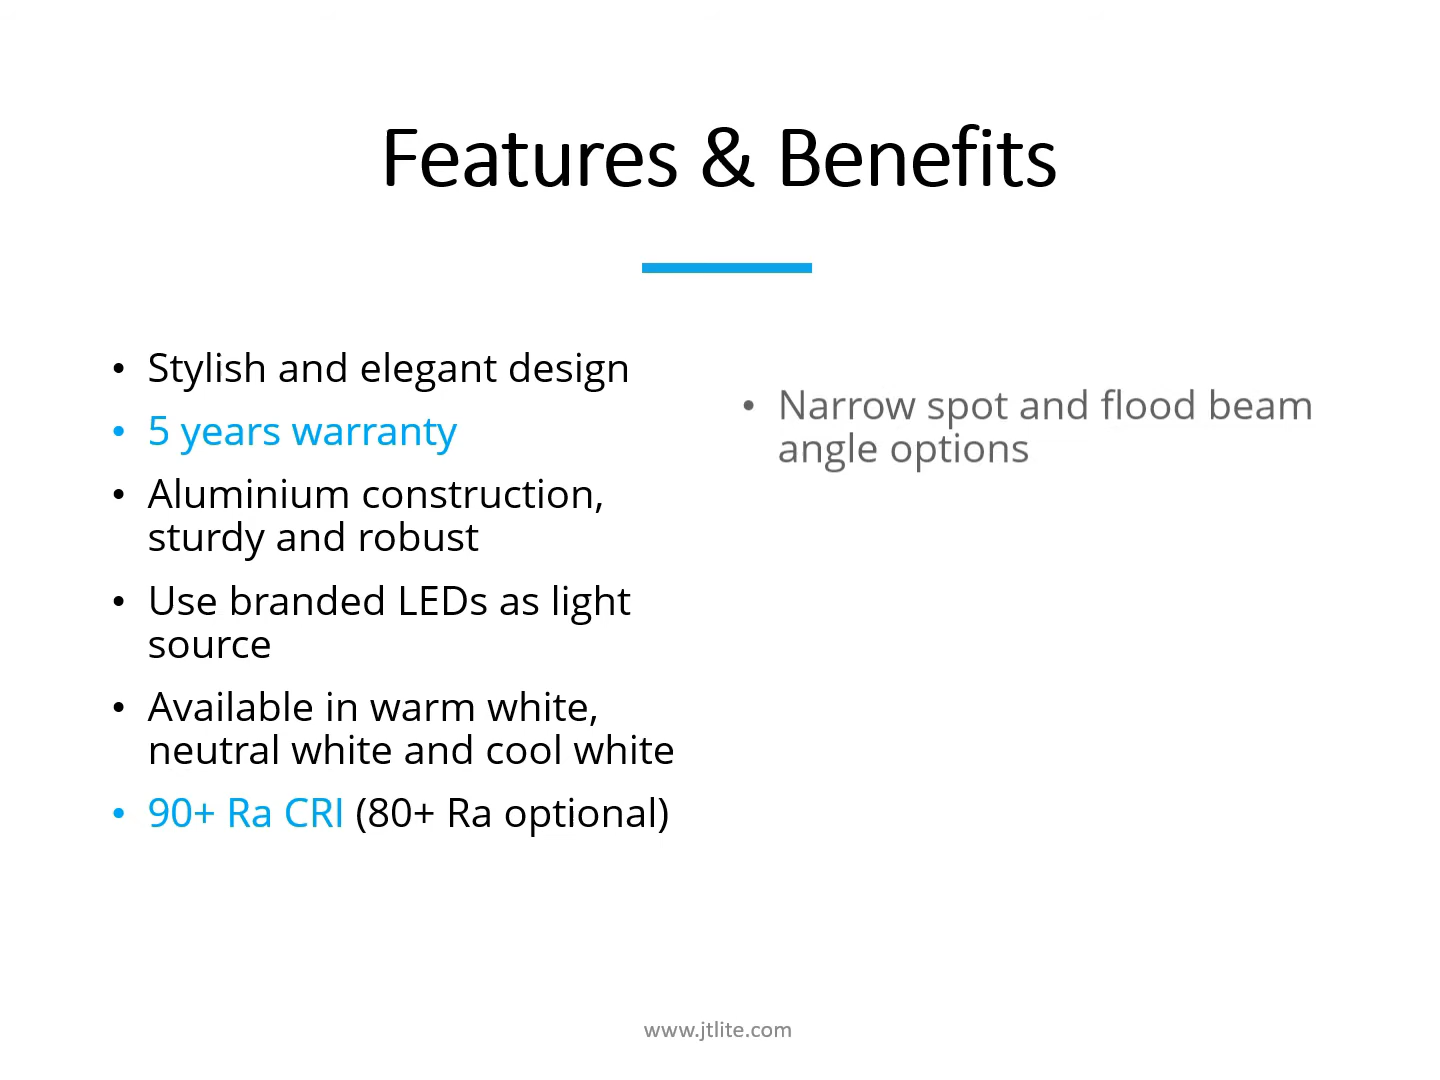 Features & Benefits
• Stylish and elegant design
• 5 years warranty
• Aluminium construction,
sturdy and robust
• Use branded LEDs as light
source
• Available in warm white,
neutral white and cool white
• 90+ Ra CRI (80+ Ra optional)
• Narrow spot and flood beam
angle options
www.jtlite.com